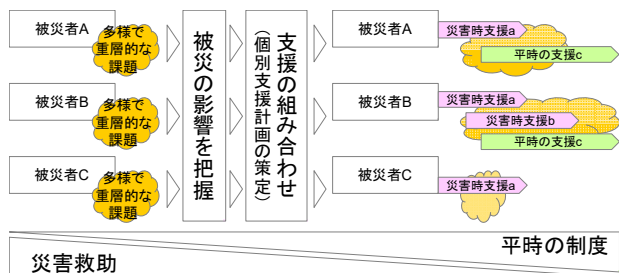 被災者A
多様で
重層的な
課題
被災者B
多様で
重層的な
課題
被災者C
多様で
重層的な
課題
被災の影響を把握
支援の組み合わせ
(個別支援計画の策定)
被災者A
災害時支援a
平時の支援c
被災者B
災害時支援a
災害時支援b
平時の支援c
被災者C
災害時支援a
平時の制度
災害救助